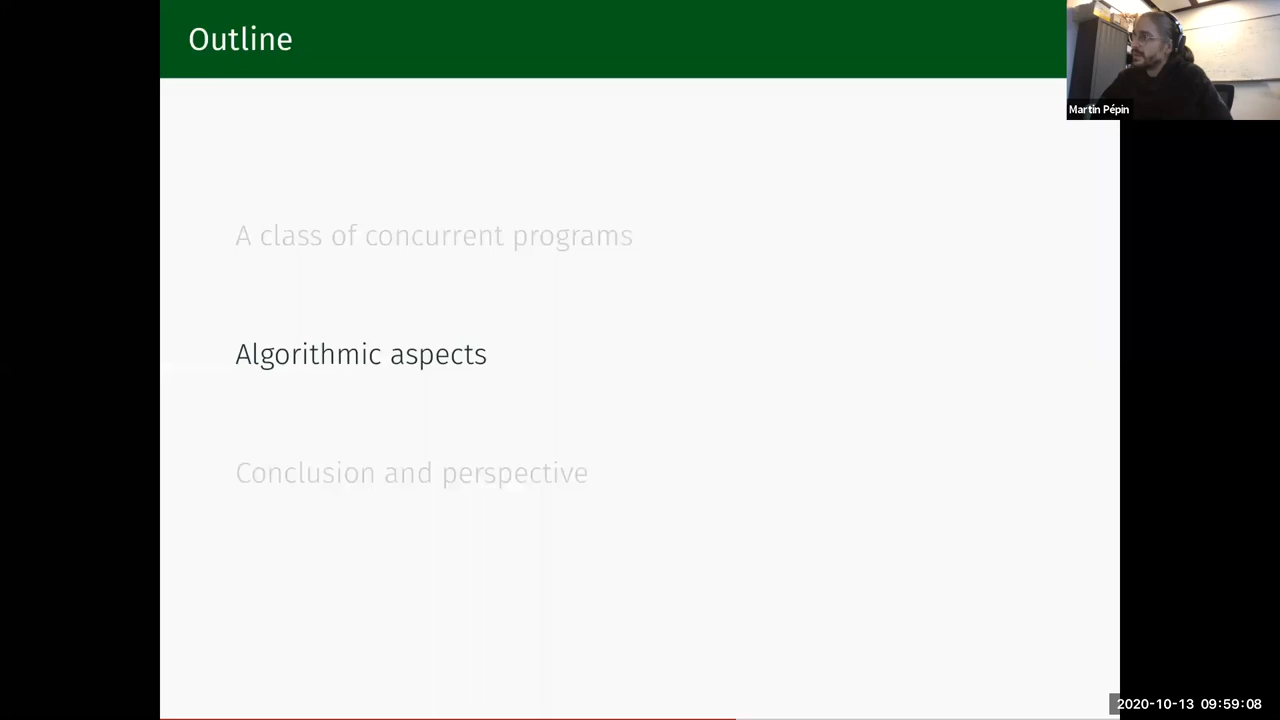 Outline
Martin Pépin
A class of concurrent programs
Algorithmic aspects
Conclusion and perspective
2020-10-13 09:59:08